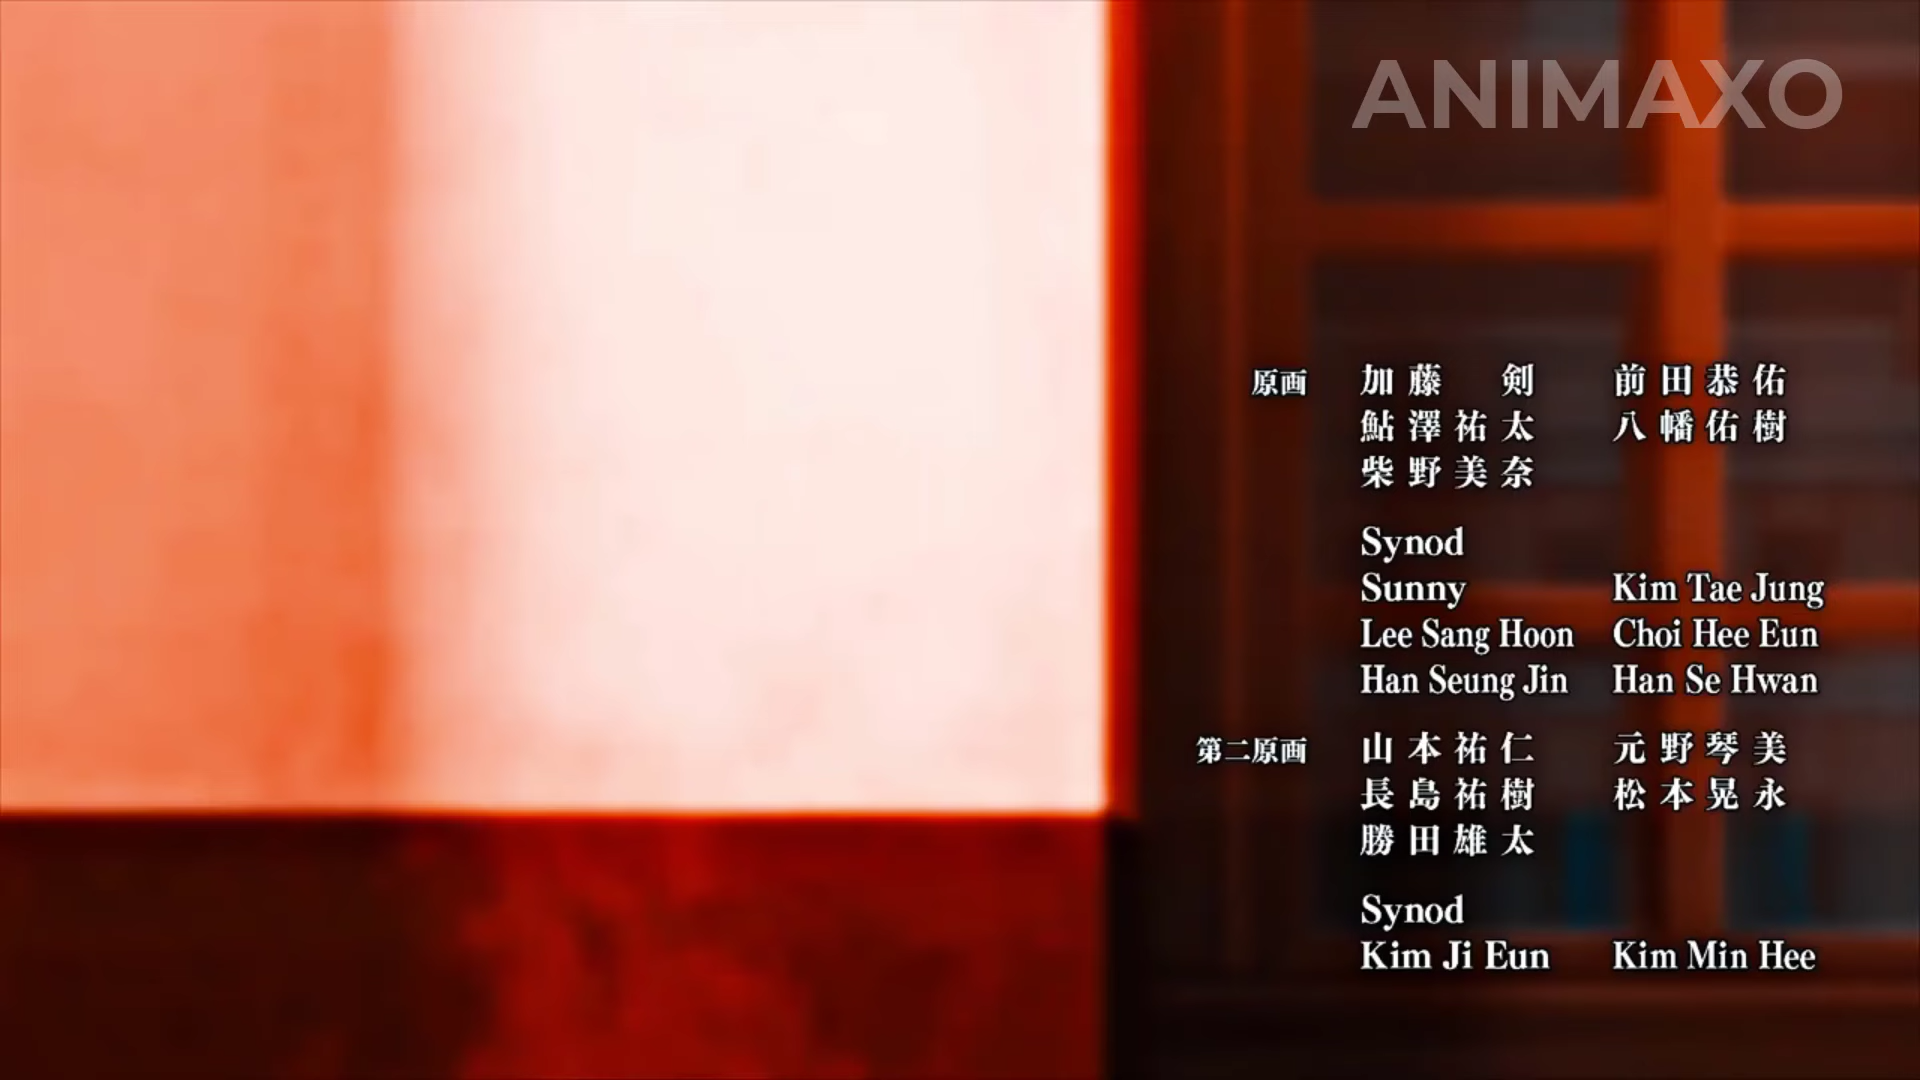 ANIMAXO
原画 加藤 剣 前田恭佑
鮎澤祐太 八幡佑樹
柴野美奈
Synod
Sunny Kim Tae Jung
Lee Sang Hoon Choi Hee Eun
Han Seung Jin Han Se Hwan
第二原画 山本祐仁 元野琴美
長島祐樹 松本晃永
勝田雄太
Synod
Kim Ji Eun Kim Min Hee